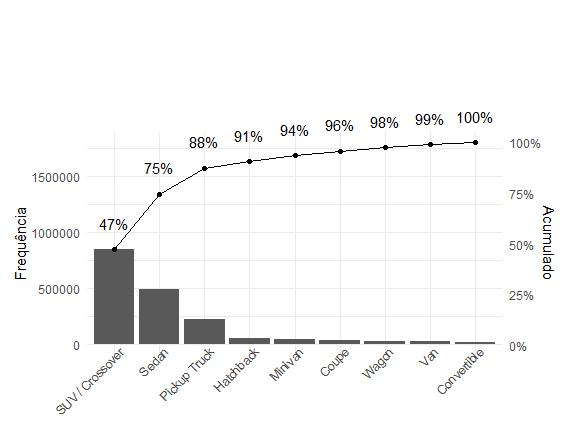 47%
75%
88%
91%
94%
96%
98%
99%
100%
Frequência
1500000
1000000
500000
0
100%
75%
50%
25%
0%
Acumulado
SUV / Crossover
Sedan
Pickup Truck
Hatchback
Minivan
Coupe
Wagon
Van
Convertible